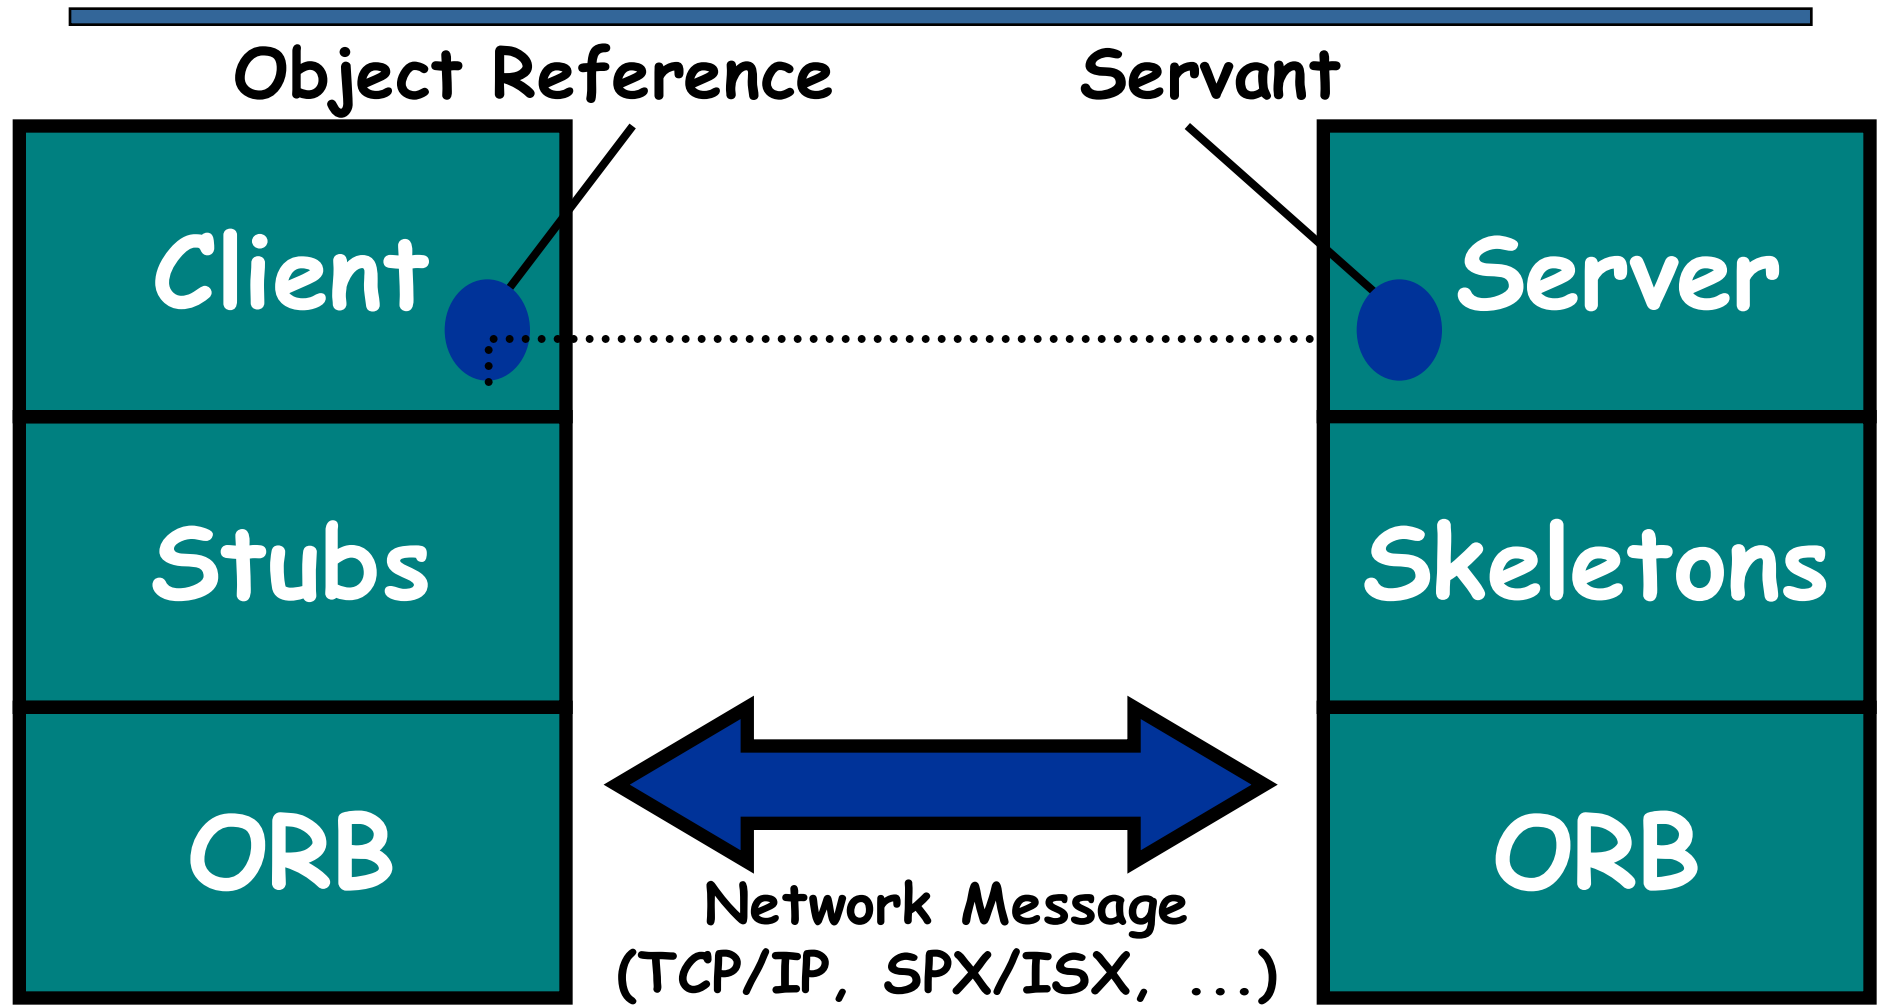 Object Reference
Servant
Client
Server
Stubs
Skeletons
ORB
ORB
Network Message
(TCP/IP, SPX/ISX, ...)